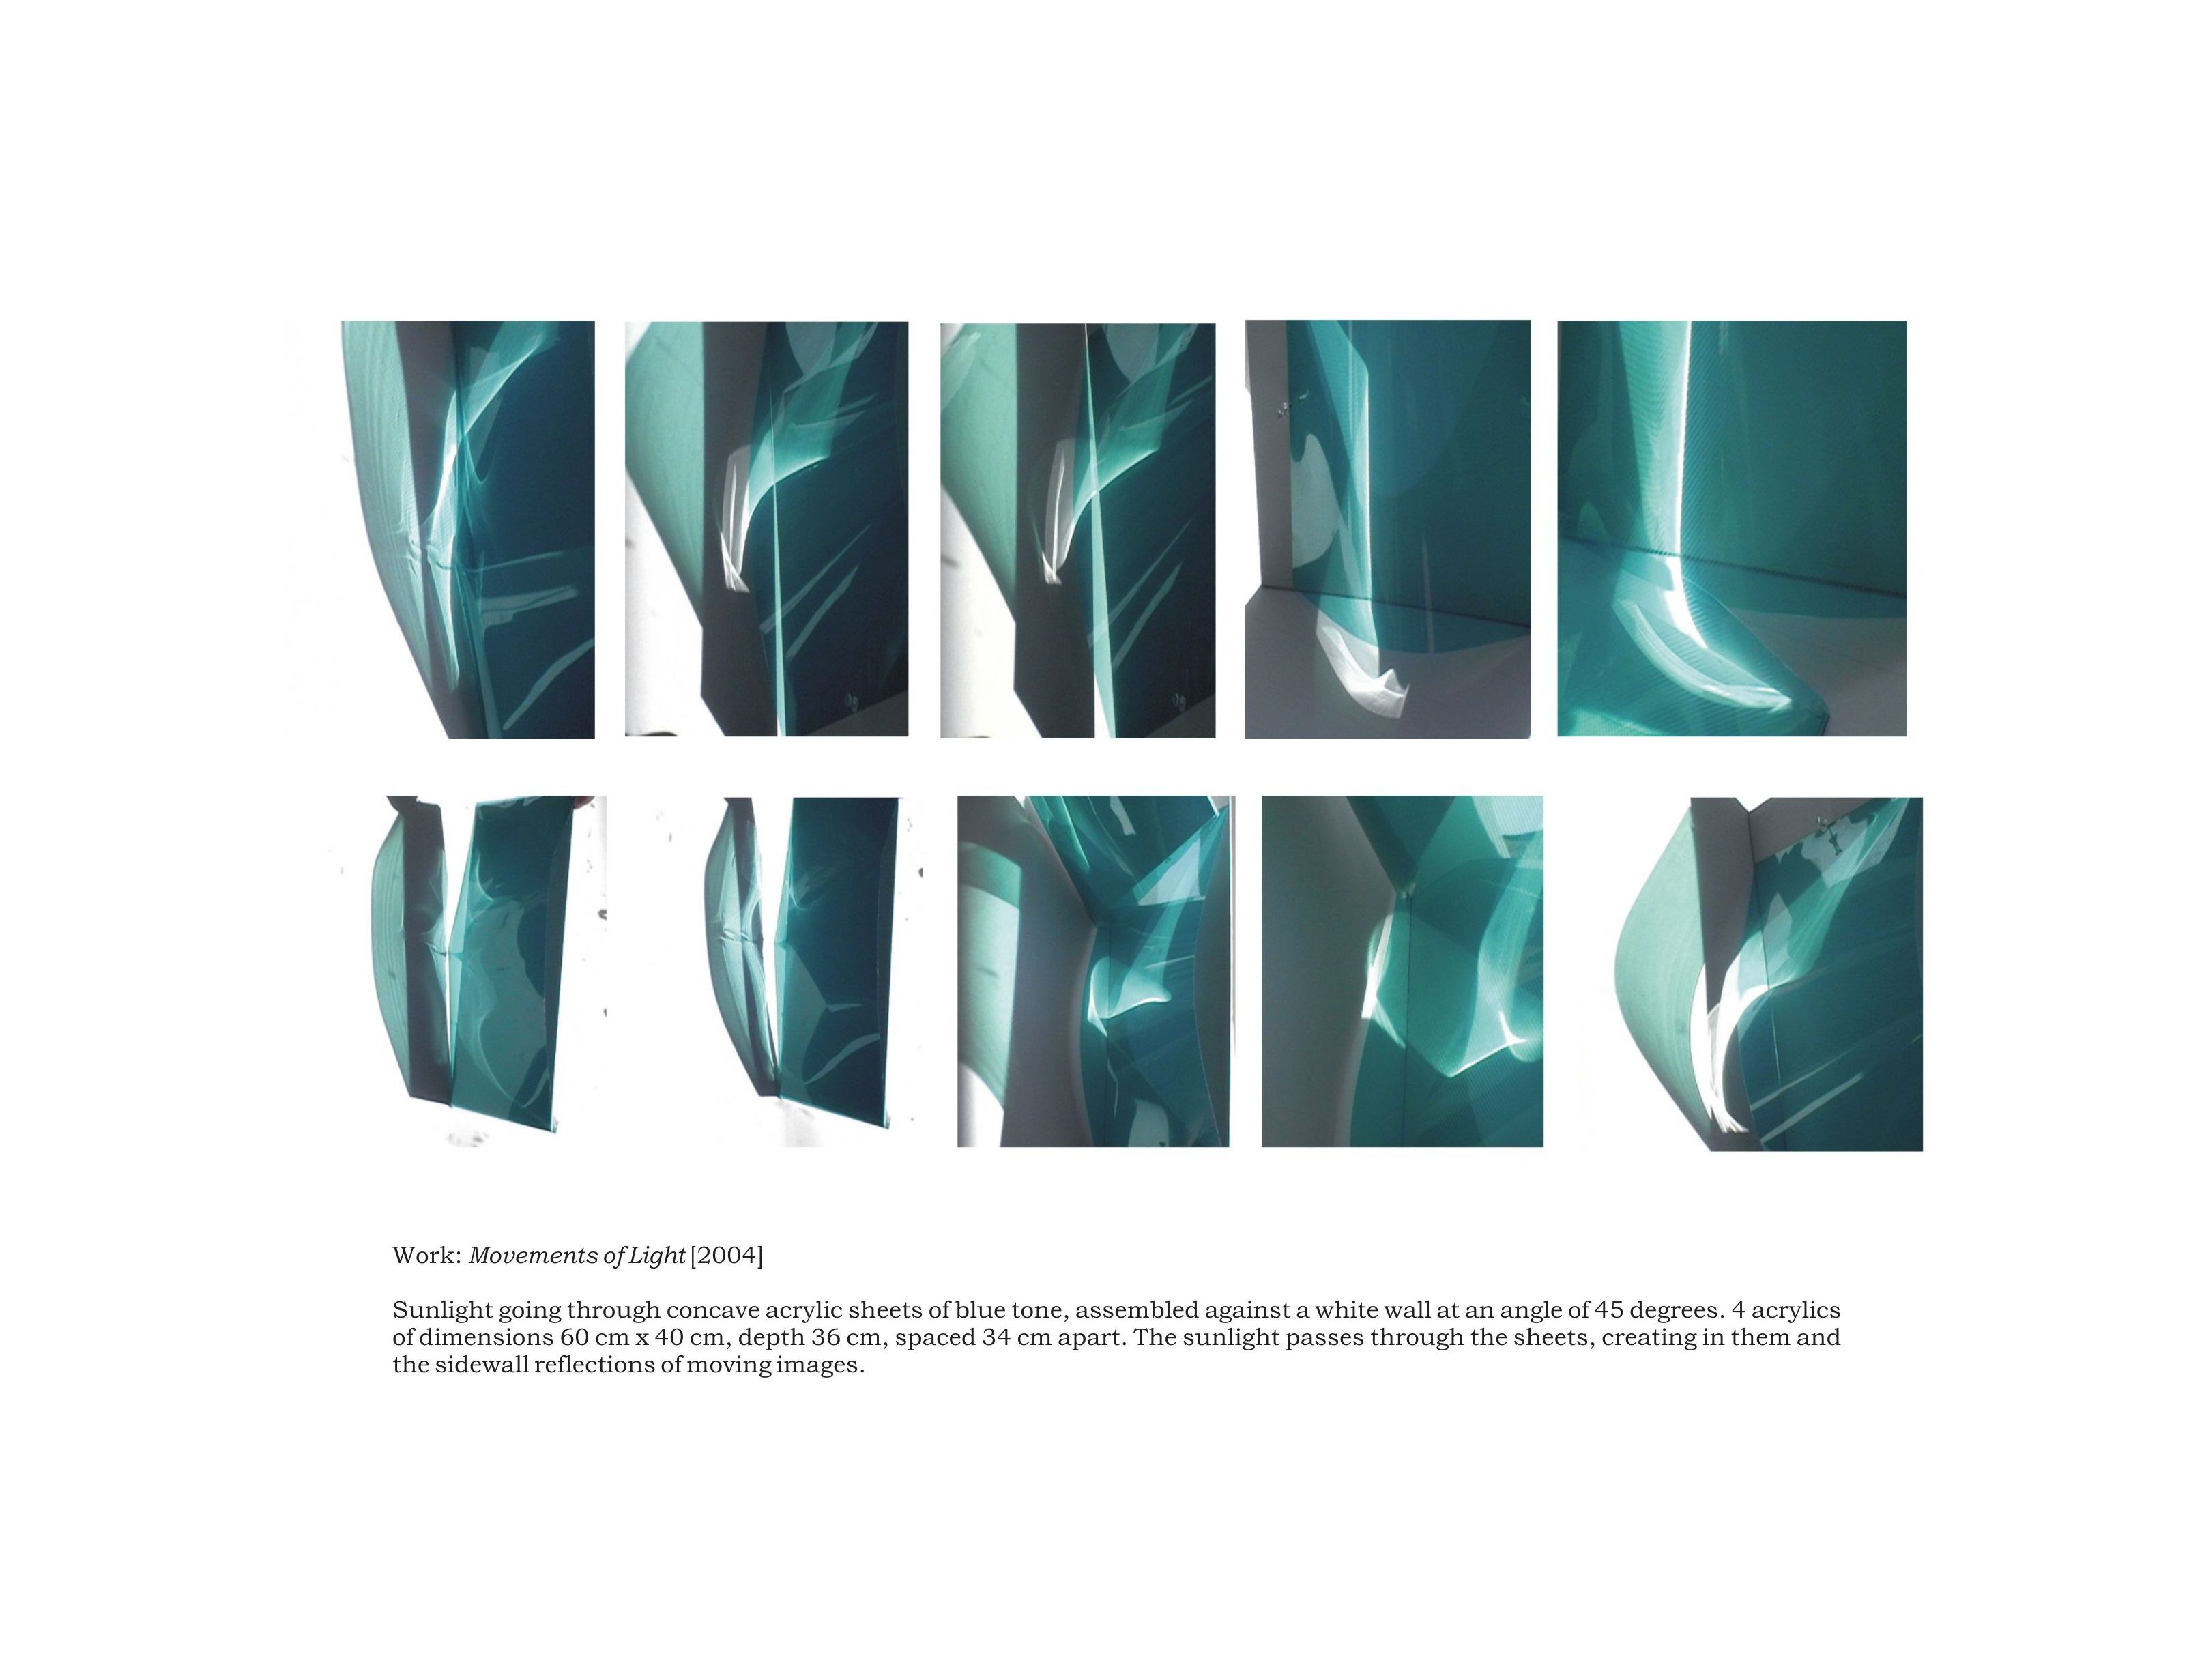 Work: Movements of Light [2004]
Sunlight going through concave acrylic sheets of blue tone, assembled against a white wall at an angle of 45 degrees. 4 acrylics
of dimensions 60 cm x 40 cm, depth 36 cm, spaced 34 cm apart. The sunlight passes through the sheets, creating in them and
the sidewall reflections of moving images.